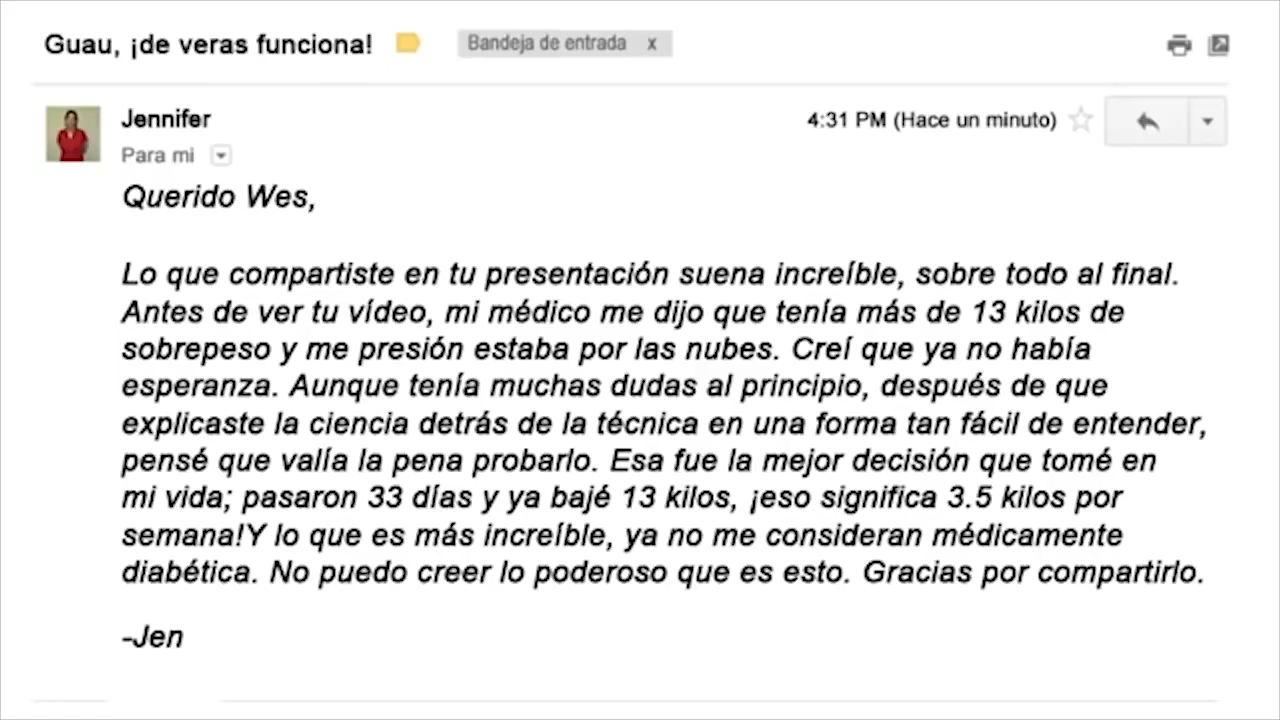 Guau, ¡de veras funciona!
Bandeja de entrada x
Jennifer
4:31 PM (Hace un minuto)
Para mi
Querido Wes,
Lo que compartiste en tu presentación suena increíble, sobre todo al final.
Antes de ver tu vídeo, mi médico me dijo que tenía más de 13 kilos de
sobrepeso y me presión estaba por las nubes. Creí que ya no había
esperanza. Aunque tenía muchas dudas al principio, después de que
explicaste la ciencia detrás de la técnica en una forma tan fácil de entender,
pensé que valía la pena probarlo. Esa fue la mejor decisión que tomé en
mi vida; pasaron 33 días y ya bajé 13 kilos, ¡eso significa 3.5 kilos por
semana!Y lo que es más increíble, ya no me consideran médicamente
diabética. No puedo creer lo poderoso que es esto. Gracias por compartirlo.
-Jen